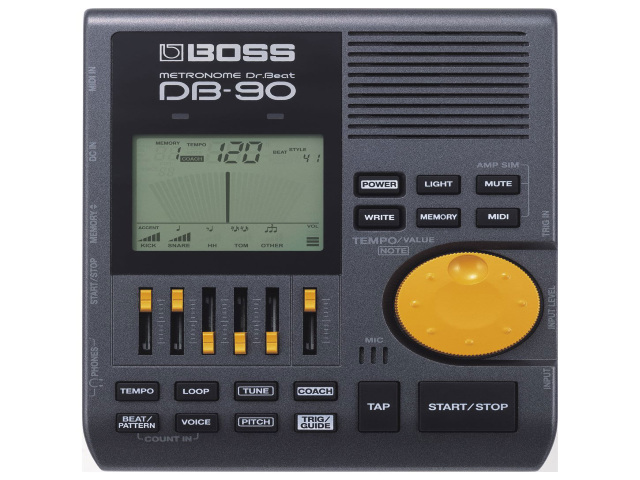 BOSS
METRONOME Dr.Beat
DB-90
MEMORY TEMPO BEAT STYLE
1 COACH 120 41
ACCENT VOL
KICK SNARE HH TOM OTHER
AMP SIM
POWER LIGHT MUTE
WRITE MEMORY MIDI
TEMPO/VALUE
NOTE
MIC
TEMPO LOOP TUNE COACH
BEAT/PATTERN VOICE PITCH TRIG/GUIDE
COUNT IN
TAP START/STOP
MIDI IN
DC IN
MEMORY
START/STOP
PHONES
TRIG IN
INPUT LEVEL
INPUT